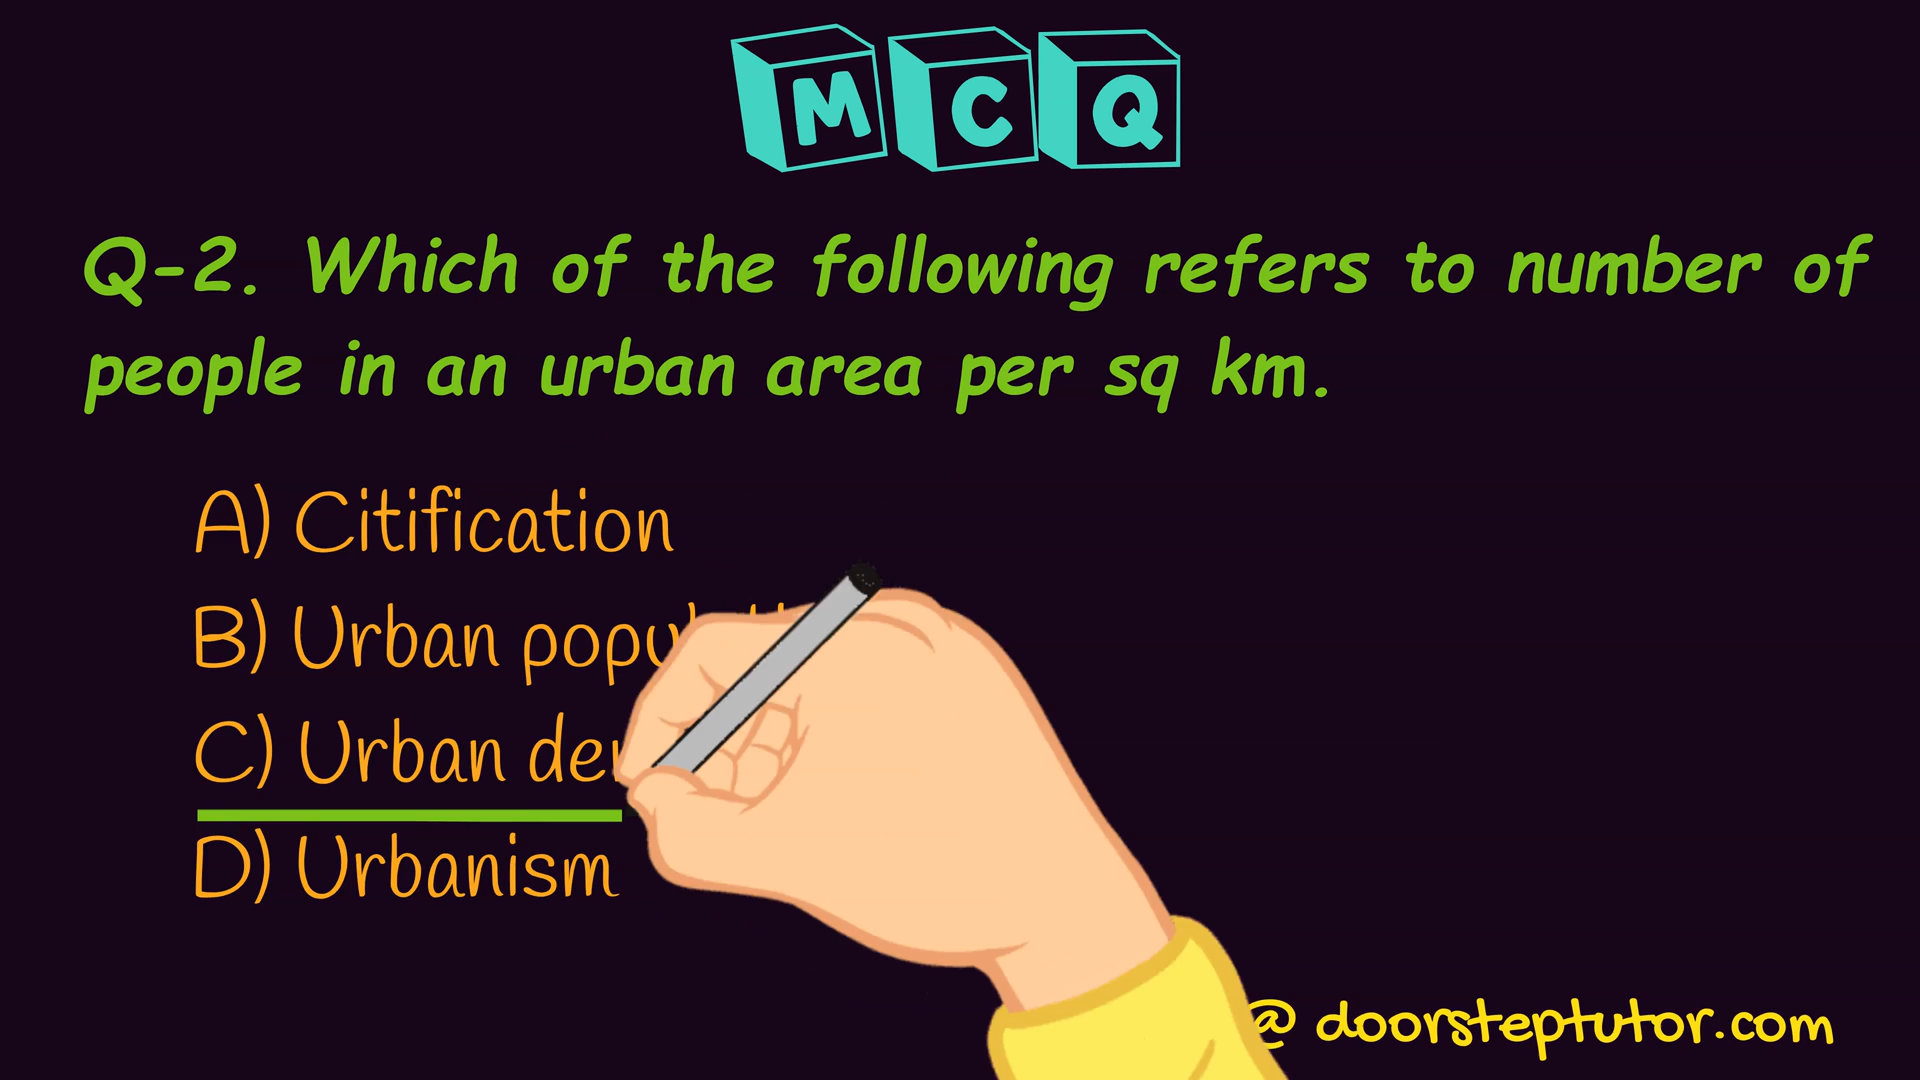 MCQ
Q-2. Which of the following refers to number of
people in an urban area per sq km.
A) Citification
B) Urban
C) Urban
D) Urbanism
@ doorsteptutor.com